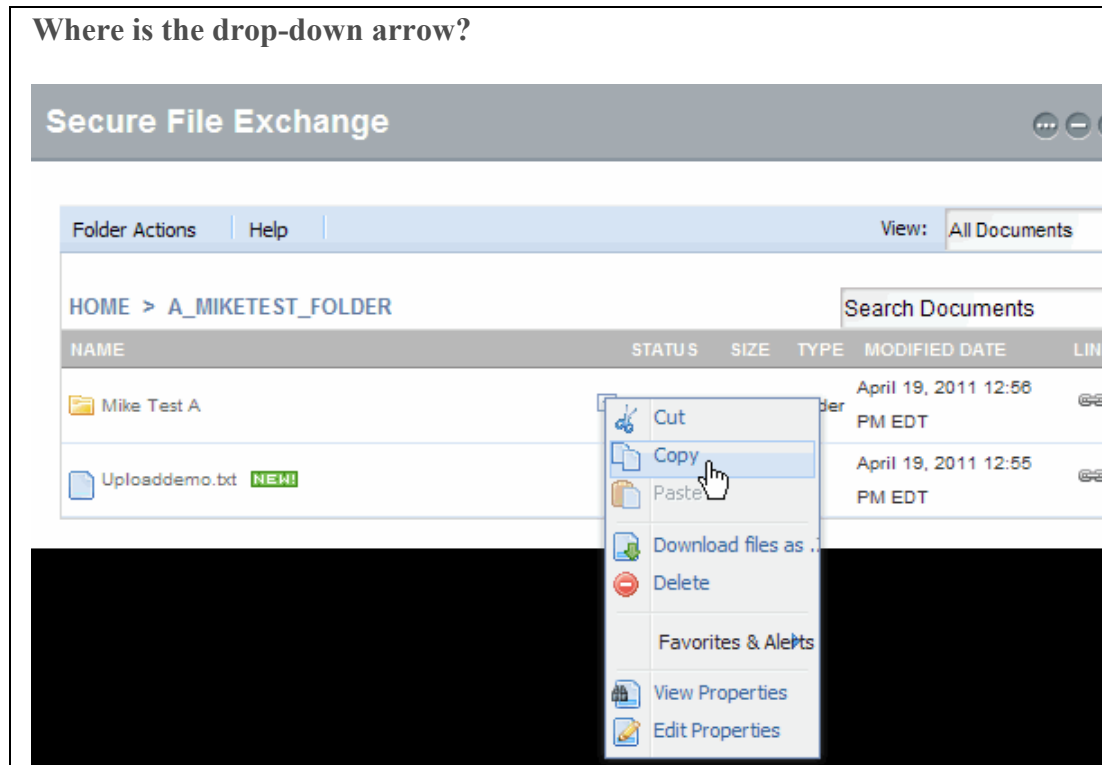 Where is the drop-down arrow?
Secure File Exchange
Folder Actions Help View: All Documents
HOME > A_MIKETEST_FOLDER Search Documents
NAME STATUS SIZE TYPE MODIFIED DATE LIN
Mike Test A der April 19, 2011 12:56
PM EDT
Uploaddemo.txt NEW! April 19, 2011 12:55
PM EDT
Cut
Copy
Paste
Download files as .
Delete
Favorites & Alerts
View Properties
Edit Properties